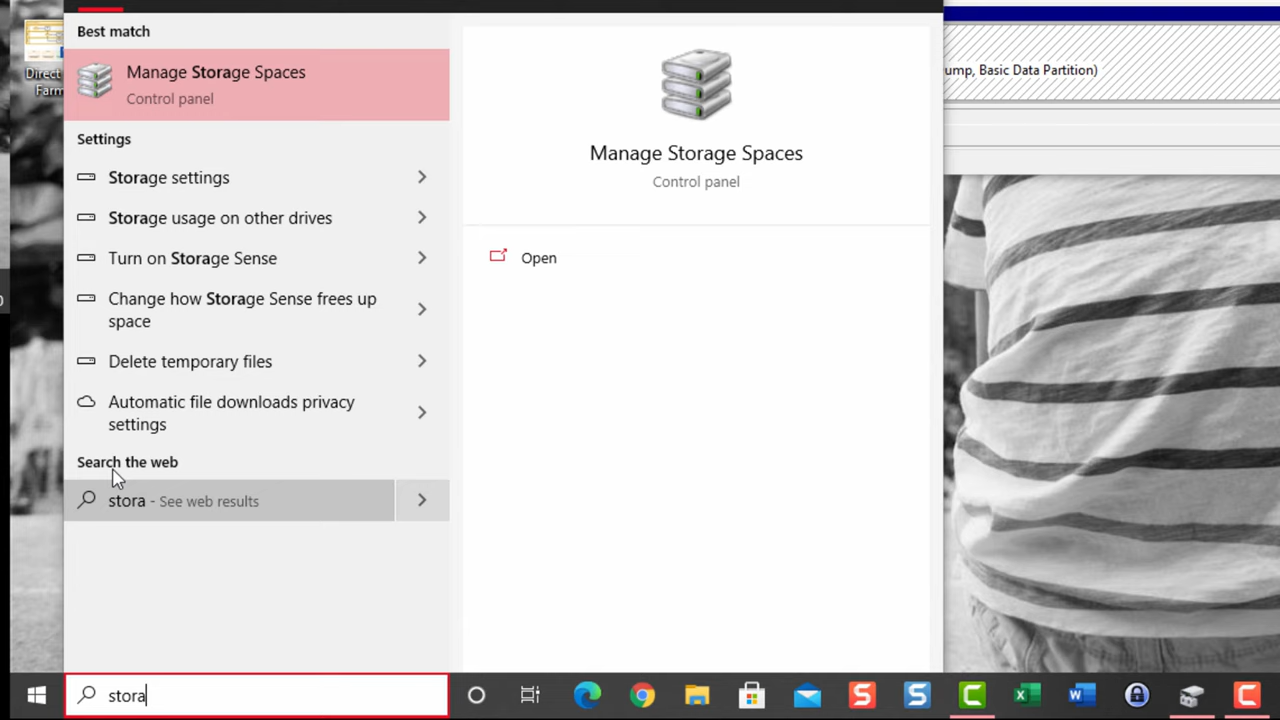 Best match
Manage Storage Spaces
Control panel
Settings
Storage settings
Storage usage on other drives
Turn on Storage Sense
Change how Storage Sense frees up
space
Delete temporary files
Automatic file downloads privacy
settings
Search the web
stora - See web results
stora
Manage Storage Spaces
Control panel
Open
Direct
Farm
ump, Basic Data Partition)